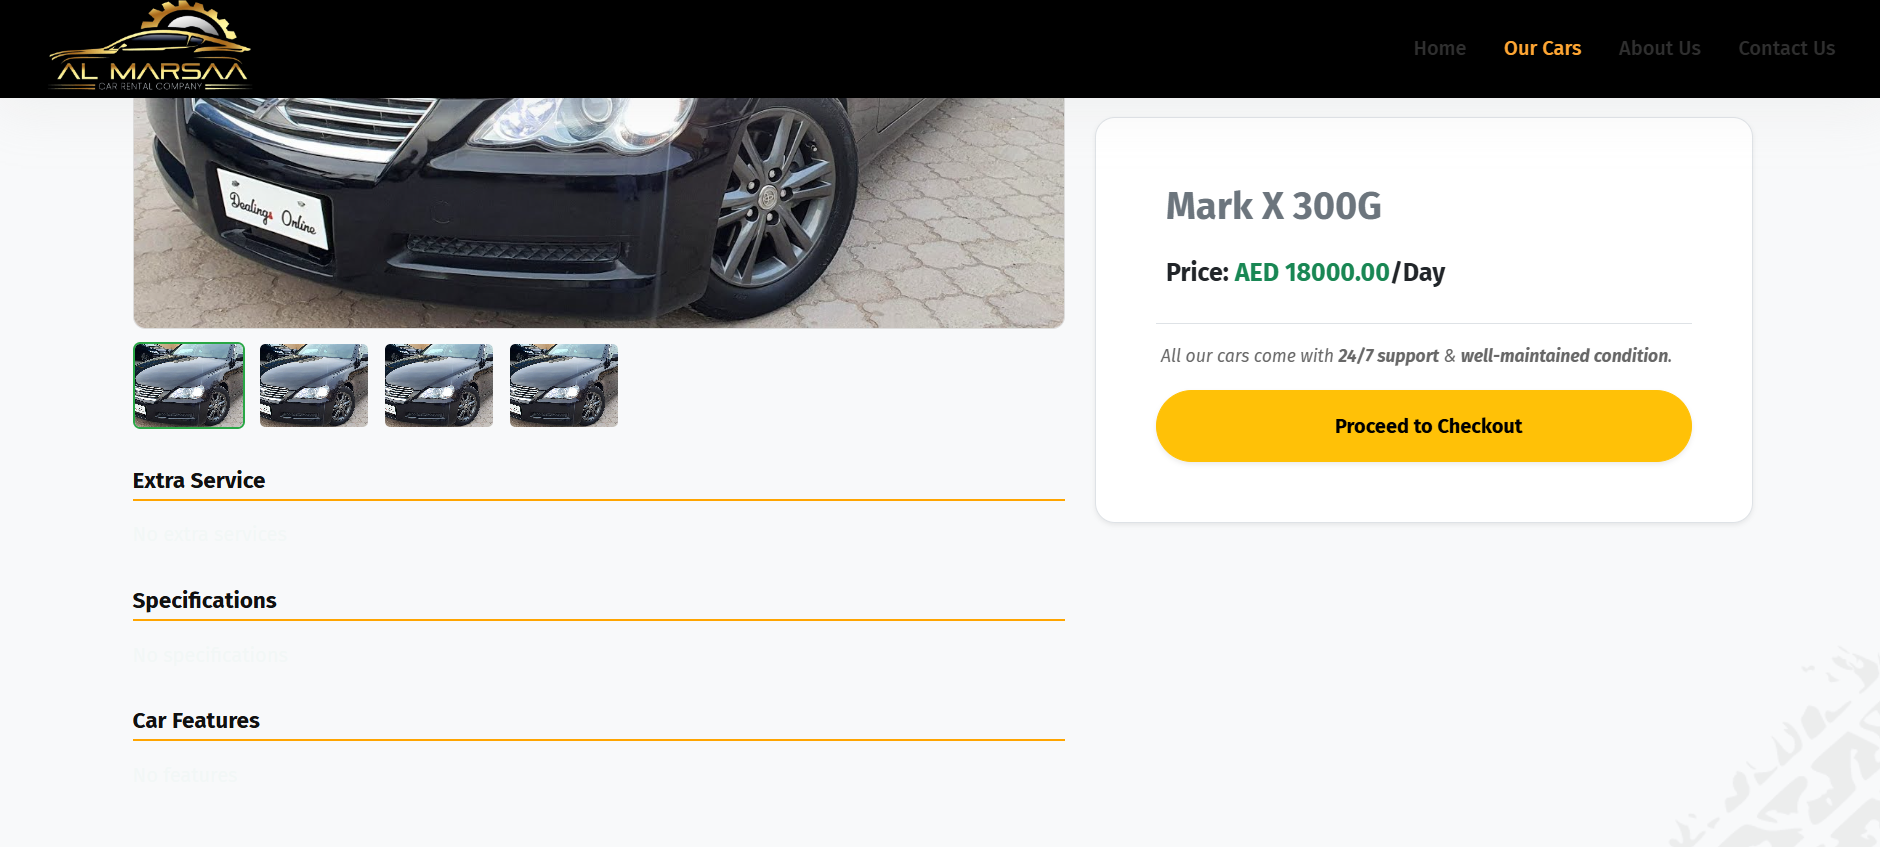 AL MARSAA
CAR RENTAL COMPANY
Home
Our Cars
About Us
Contact Us
Dealings Online
Mark X 300G
Price: AED 18000.00/Day
All our cars come with 24/7 support & well-maintained condition.
Proceed to Checkout
Extra Service
No extra services
Specifications
No specifications
Car Features
No features